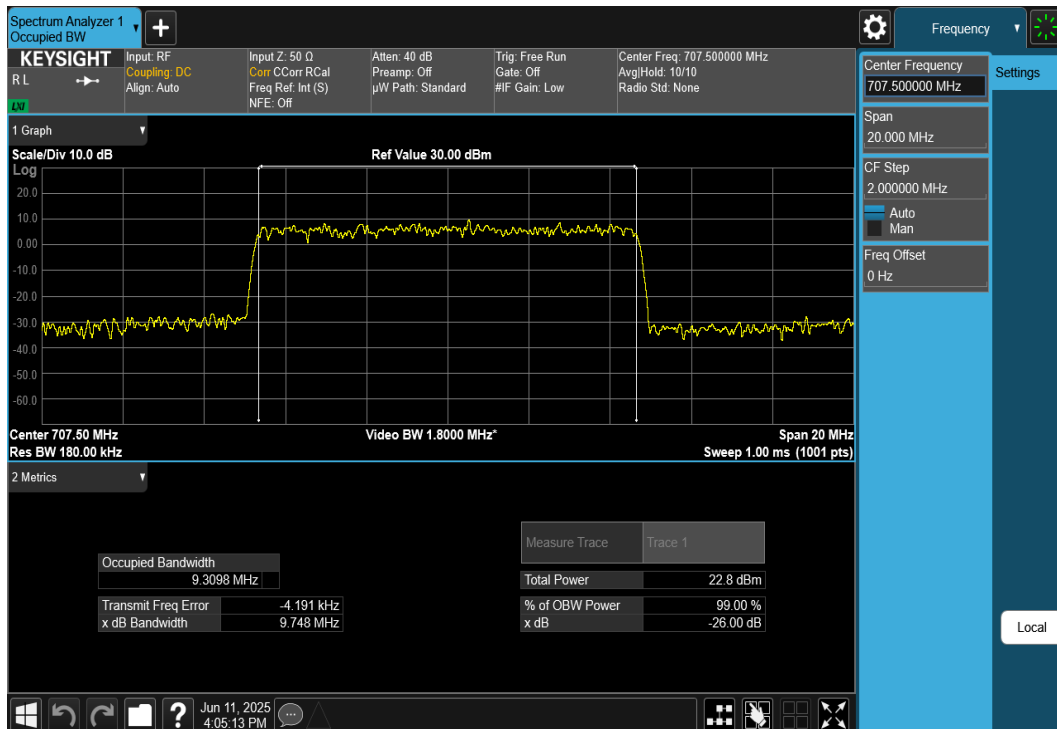 Spectrum Analyzer 1
Occupied BW
Frequency
KEYSIGHT
R L
LXI
Input: RF
Coupling: DC
Align: Auto
Input Z: 50 Ω
Corr CCorr RCal
Freq Ref: Int (S)
NFE: Off
Atten: 40 dB
Preamp: Off
µW Path: Standard
Trig: Free Run
Gate: Off
#IF Gain: Low
Center Freq: 707.500000 MHz
Avg|Hold: 10/10
Radio Std: None
Center Frequency
707.500000 MHz
Settings
Span
20.000 MHz
CF Step
2.000000 MHz
Auto
Man
Freq Offset
0 Hz
1 Graph
Scale/Div 10.0 dB
Ref Value 30.00 dBm
Log
20.0
10.0
0.00
-10.0
-20.0
-30.0
-40.0
-50.0
-60.0
Center 707.50 MHz
Video BW 1.8000 MHz*
Span 20 MHz
Res BW 180.00 kHz
Sweep 1.00 ms (1001 pts)
2 Metrics
Measure Trace
Trace 1
Occupied Bandwidth
9.3098 MHz
Total Power
22.8 dBm
Transmit Freq Error
-4.191 kHz
% of OBW Power
99.00 %
x dB Bandwidth
9.748 MHz
x dB
-26.00 dB
Local
?
Jun 11, 2025
4:05:13 PM